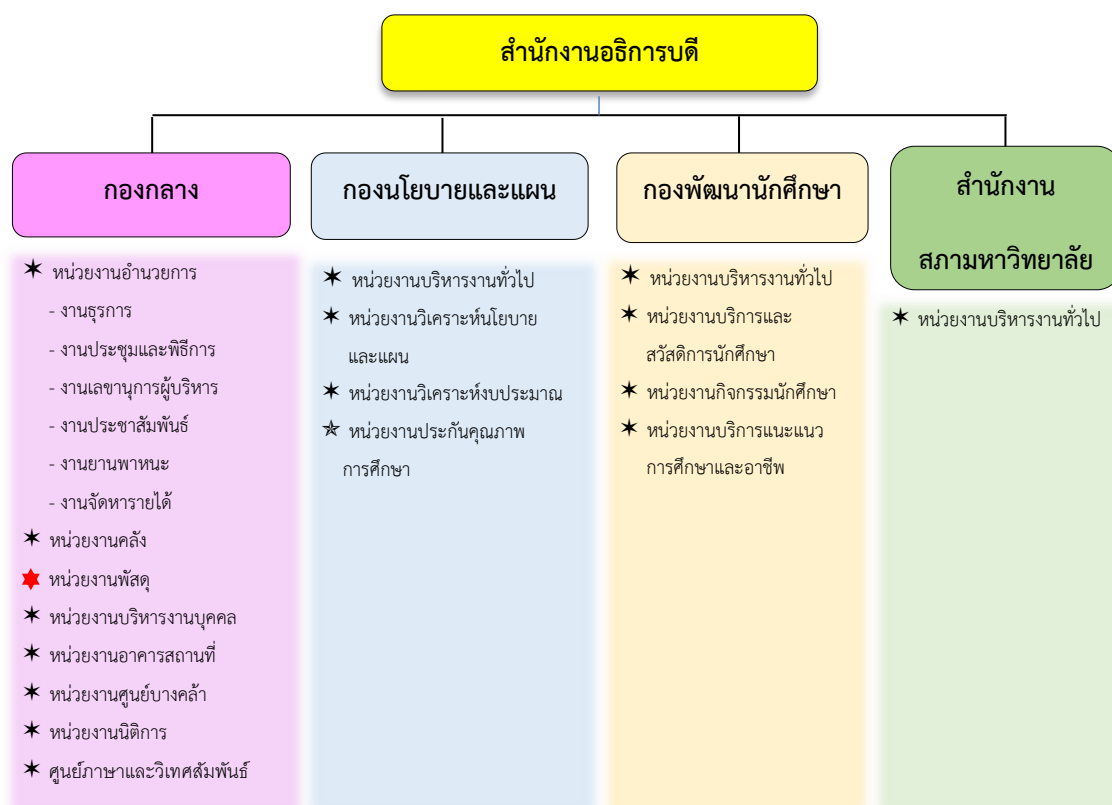 สำนักงานอธิการบดี
กองกลาง
✶ หน่วยงานอำนวยการ
- งานธุรการ
- งานประชุมและพิธีการ
- งานเลขานุการผู้บริหาร
- งานประชาสัมพันธ์
- งานยานพาหนะ
- งานจัดหารายได้
✶ หน่วยงานคลัง
✶ หน่วยงานพัสดุ
✶ หน่วยงานบริหารงานบุคคล
✶ หน่วยงานอาคารสถานที่
✶ หน่วยงานศูนย์บางคล้า
✶ หน่วยงานนิติการ
✶ ศูนย์ภาษาและวิเทศสัมพันธ์
กองนโยบายและแผน
✶ หน่วยงานบริหารงานทั่วไป
✶ หน่วยงานวิเคราะห์นโยบาย
และแผน
✶ หน่วยงานวิเคราะห์งบประมาณ
✯ หน่วยงานประกันคุณภาพ
การศึกษา
กองพัฒนานักศึกษา
✶ หน่วยงานบริหารงานทั่วไป
✶ หน่วยงานบริการและ
สวัสดิการนักศึกษา
✶ หน่วยงานกิจกรรมนักศึกษา
✶ หน่วยงานบริการแนะแนว
การศึกษาและอาชีพ
สำนักงาน
สภามหาวิทยาลัย
✶ หน่วยงานบริหารงานทั่วไป